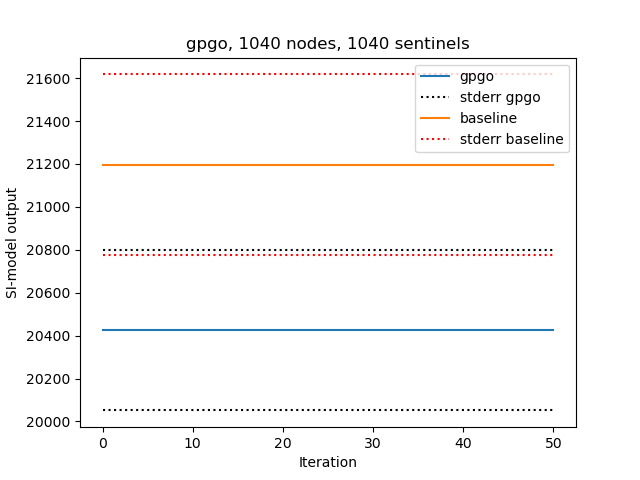 gpgo, 1040 nodes, 1040 sentinels
21600
21400
21200
21000
20800
20600
20400
20200
20000
SI-model output
gpgo
stderr gpgo
baseline
stderr baseline
0 10 20 30 40 50
Iteration